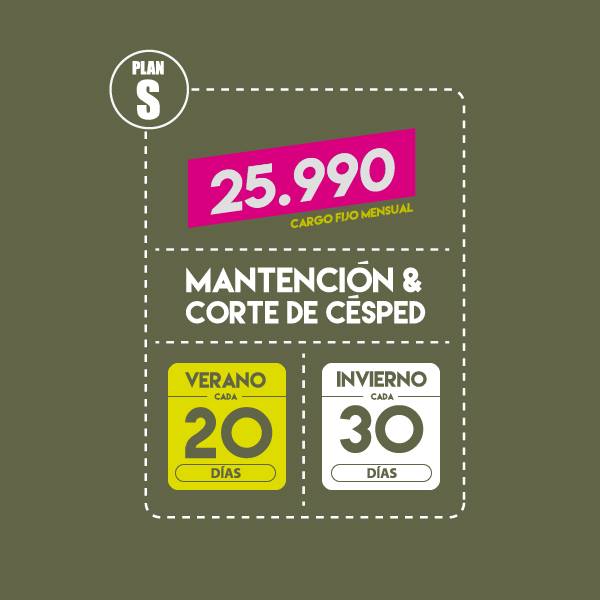 PLAN
S
25.990
CARGO FIJO MENSUAL
MANTENCIÓN &
CORTE DE CÉSPED
VERANO
CADA
20
DÍAS
INVIERNO
CADA
30
DÍAS